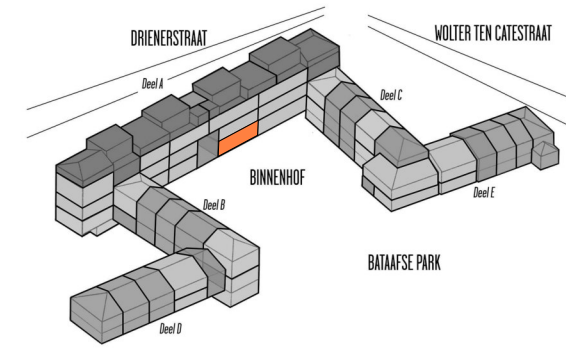 DRIENERSTRAAT
WOLTER TEN CATESTRAAT
Deel A
Deel C
BINNENHOF
Deel E
Deel B
BATAAFSE PARK
Deel D